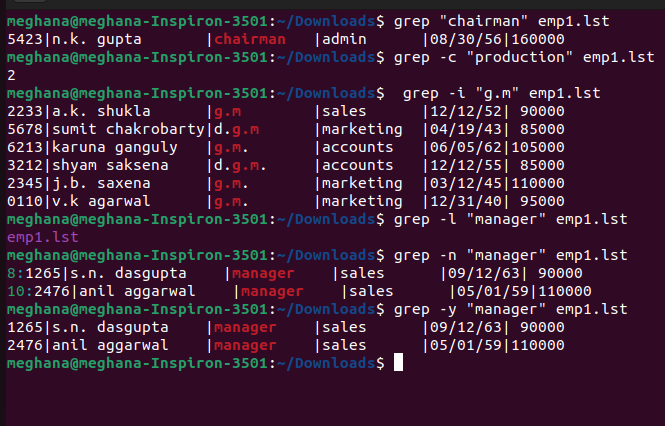 meghana@meghana-Inspiron-3501:~/Downloads$ grep "chairman" emp1.lst
5423|n.k. gupta       |chairman   |admin      |08/30/56|160000
meghana@meghana-Inspiron-3501:~/Downloads$ grep -c "production" emp1.lst
2
meghana@meghana-Inspiron-3501:~/Downloads$  grep -i "g.m" emp1.lst
2233|a.k. shukla      |g.m        |sales      |12/12/52| 90000
5678|sumit chakrobarty|d.g.m      |marketing  |04/19/43| 85000
6213|karuna ganguly   |g.m.       |accounts   |06/05/62|105000
3212|shyam saksena    |d.g.m.     |accounts   |12/12/55| 85000
2345|j.b. saxena      |g.m.       |marketing  |03/12/45|110000
0110|v.k agarwal      |g.m.       |marketing  |12/31/40| 95000
meghana@meghana-Inspiron-3501:~/Downloads$ grep -l "manager" emp1.lst
emp1.lst
meghana@meghana-Inspiron-3501:~/Downloads$ grep -n "manager" emp1.lst
8:1265|s.n. dasgupta    |manager    |sales      |09/12/63| 90000
10:2476|anil aggarwal    |manager    |sales      |05/01/59|110000
meghana@meghana-Inspiron-3501:~/Downloads$ grep -y "manager" emp1.lst
1265|s.n. dasgupta    |manager    |sales      |09/12/63| 90000
2476|anil aggarwal    |manager    |sales      |05/01/59|110000
meghana@meghana-Inspiron-3501:~/Downloads$